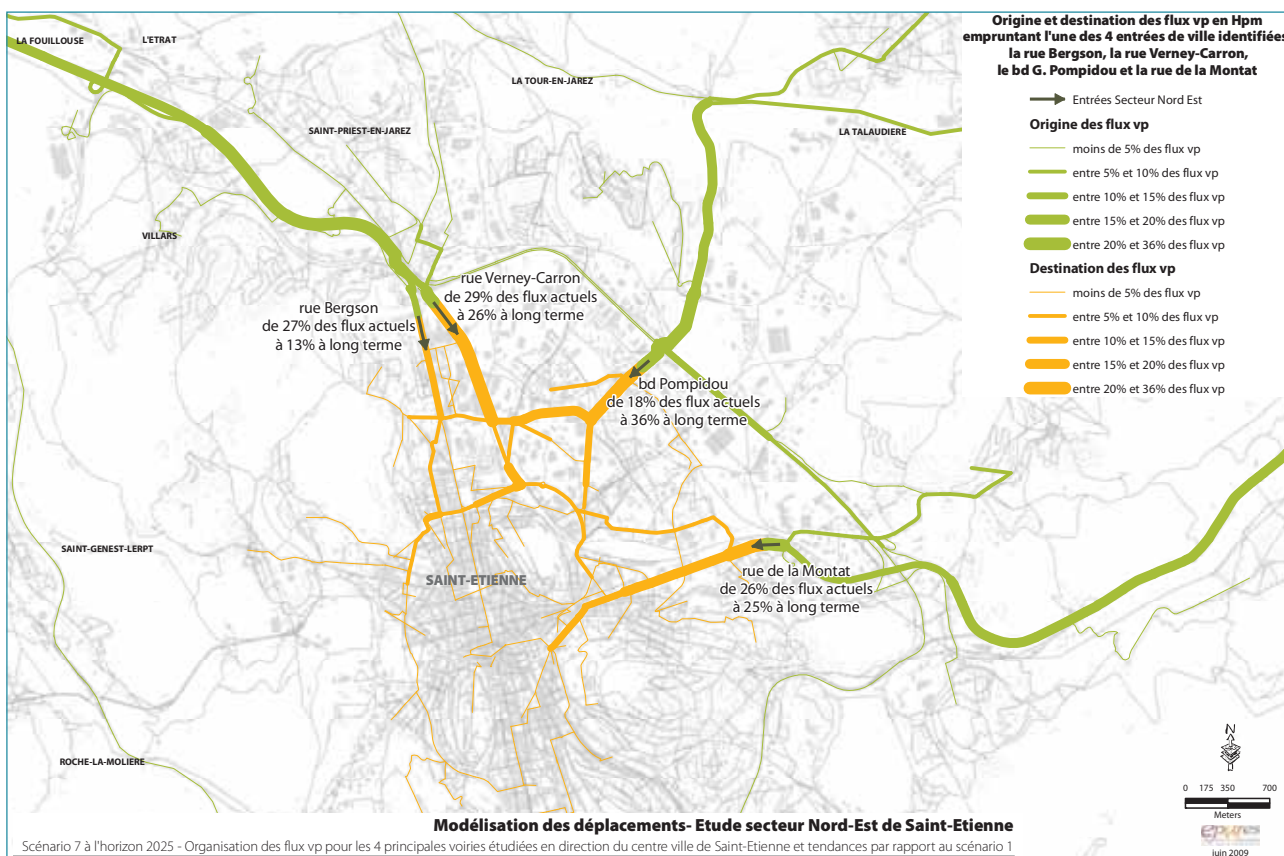 LA FOUILLOUSE
L'ETRAT
LA TOUR-EN-JAREZ
SAINT-PRIEST-EN-JAREZ
LA TALAUDIERE
VILLARS
rue Verney-Carron
de 29% des flux actuels
à 26% à long terme
rue Bergson
de 27% des flux actuels
à 13% à long terme
bd Pompidou
de 18% des flux actuels
à 36% à long terme
SAINT-GENEST-LERPT
SAINT-ETIENNE
rue de la Montat
de 26% des flux actuels
à 25% à long terme
ROCHE-LA-MOLIERE
Origine et destination des flux vp en Hpm
empruntant l'une des 4 entrées de ville identifiées
la rue Bergson, la rue Verney-Carron,
le bd G. Pompidou et la rue de la Montat
Entrées Secteur Nord Est
Origine des flux vp
moins de 5% des flux vp
entre 5% et 10% des flux vp
entre 10% et 15% des flux vp
entre 15% et 20% des flux vp
entre 20% et 36% des flux vp
Destination des flux vp
moins de 5% des flux vp
entre 5% et 10% des flux vp
entre 10% et 15% des flux vp
entre 15% et 20% des flux vp
entre 20% et 36% des flux vp
N
0 175 350 700
Meters
epures
juin 2009
Modélisation des déplacements- Etude secteur Nord-Est de Saint-Etienne
Scénario 7 à l'horizon 2025 - Organisation des flux vp pour les 4 principales voiries étudiées en direction du centre ville de Saint-Etienne et tendances par rapport au scénario 1